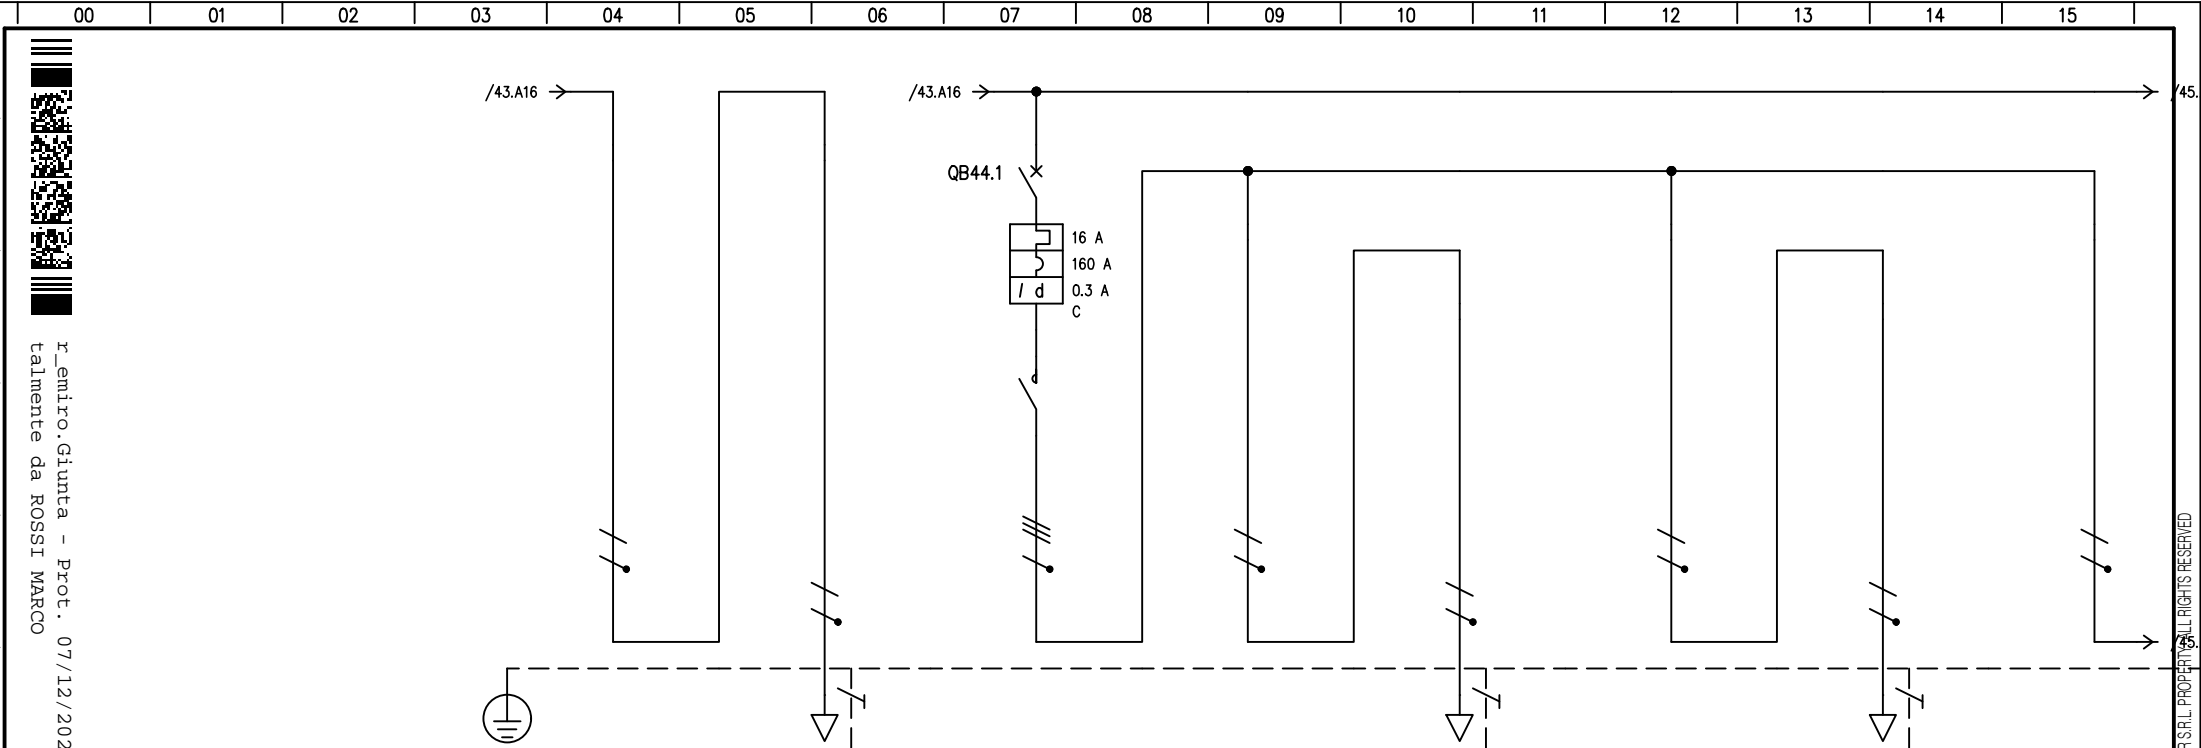 00 01 02 03 04 05 06 07 08 09 10 11 12 13 14 15
/43.A16 /43.A16 /45.
QB44.1
16 A
160 A
I d 0.3 A
C
/45.
r_emiro.Giunta - Prot. 07/12/202
talmente da ROSSI MARCO
S.R.L. PROPERTY ALL RIGHTS RESERVED